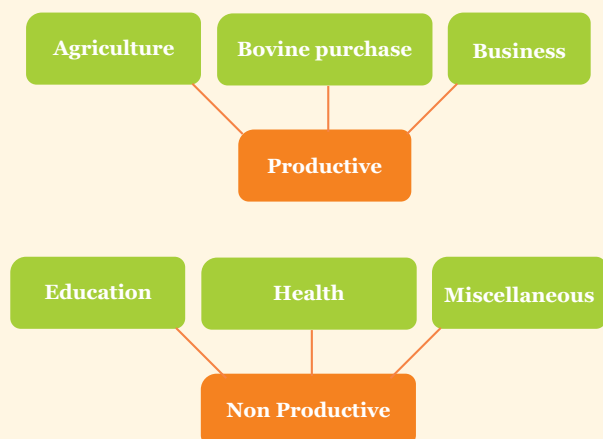 Agriculture
Bovine purchase
Business
Productive
Education
Health
Miscellaneous
Non Productive